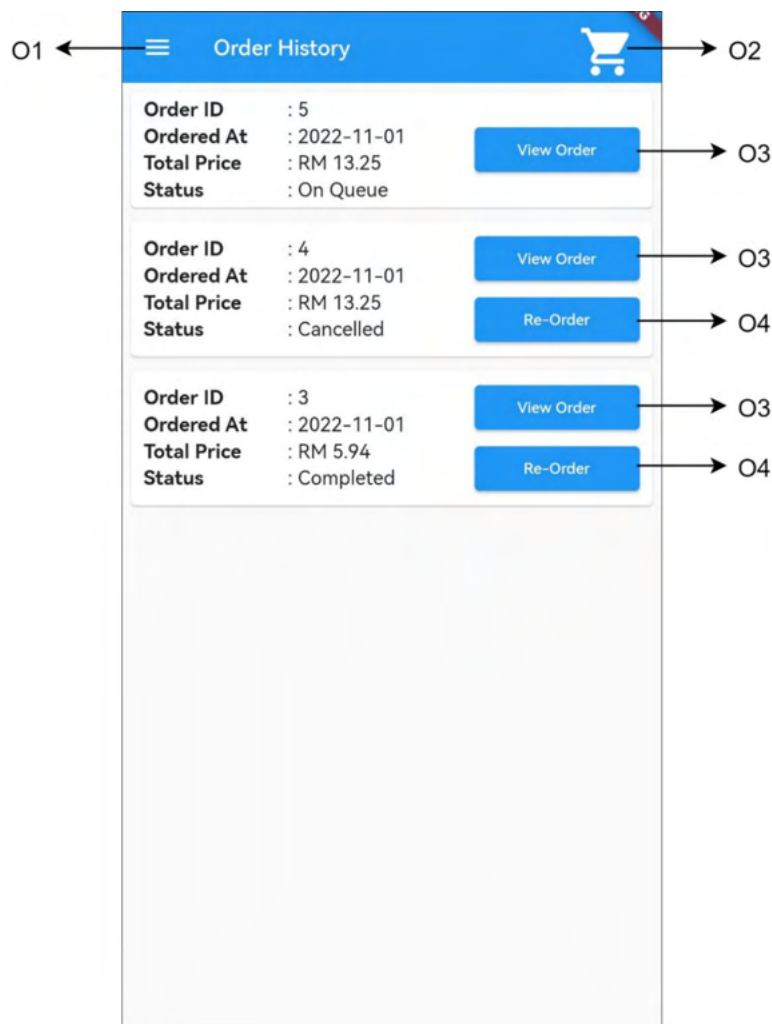 O1
Order History
O2
Order ID : 5
Ordered At : 2022-11-01
Total Price : RM 13.25
Status : On Queue
View Order
O3
Order ID : 4
Ordered At : 2022-11-01
Total Price : RM 13.25
Status : Cancelled
View Order
O3
Re-Order
O4
Order ID : 3
Ordered At : 2022-11-01
Total Price : RM 5.94
Status : Completed
View Order
O3
Re-Order
O4